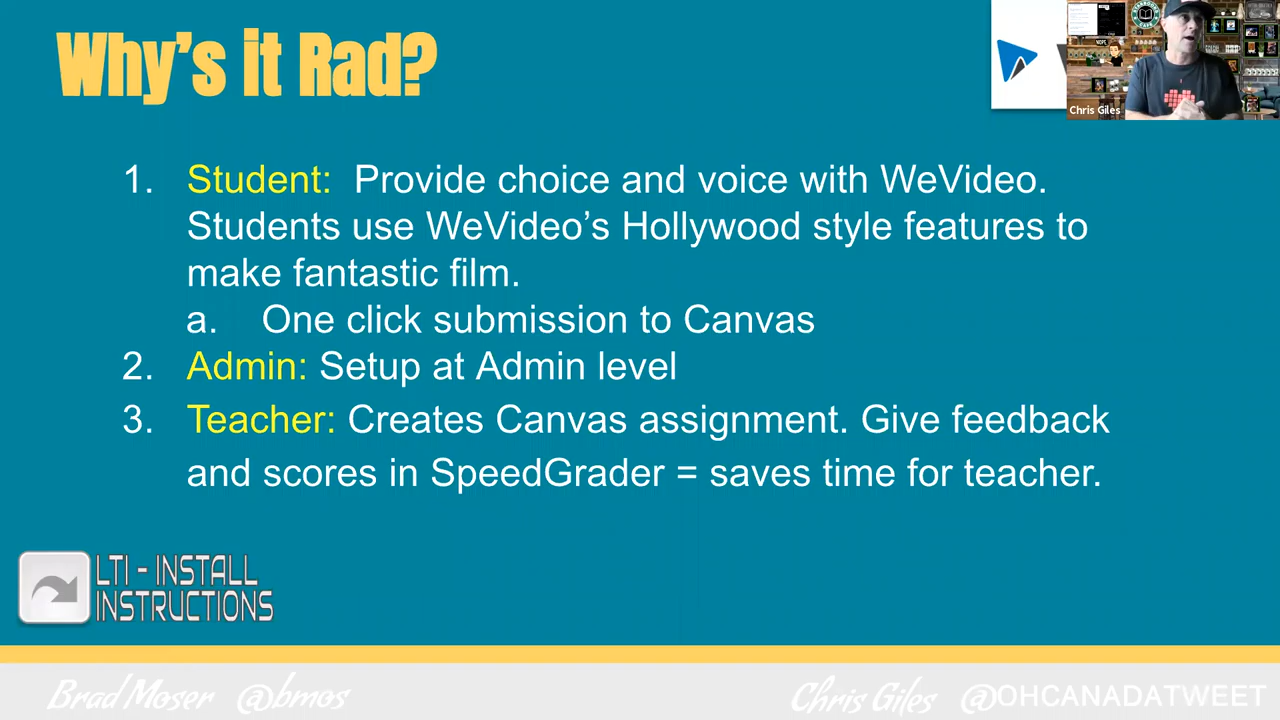 Why's it Rad?
Chris Giles
1. Student: Provide choice and voice with WeVideo.
Students use WeVideo's Hollywood style features to
make fantastic film.
a. One click submission to Canvas
2. Admin: Setup at Admin level
3. Teacher: Creates Canvas assignment. Give feedback
and scores in SpeedGrader = saves time for teacher.
LTI - INSTALL
INSTRUCTIONS
Brad Moser @bmos
Chris Giles @OHCANADATWEET